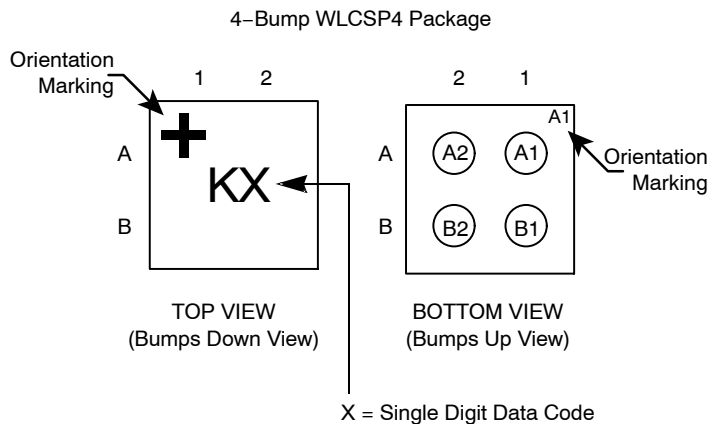 4−Bump WLCSP4 Package
Orientation
Marking
1 2
A
B
KX
TOP VIEW
(Bumps Down View)
2 1
A1
A A2 A1
B B2 B1
Orientation
Marking
BOTTOM VIEW
(Bumps Up View)
X = Single Digit Data Code